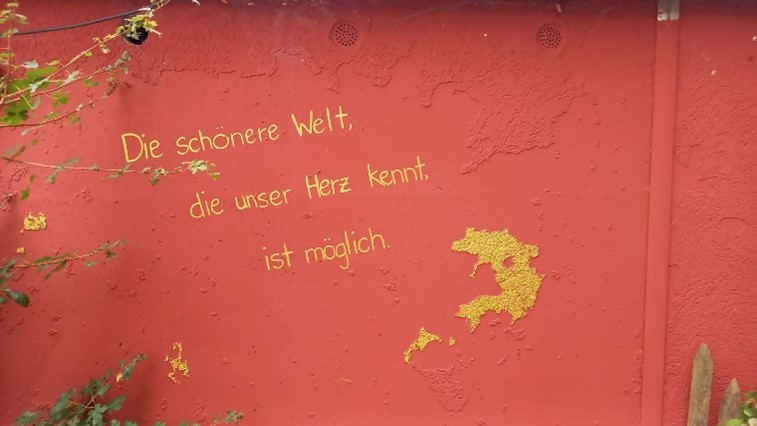 Die schönere Welt,
die unser Herz kennt,
ist möglich.